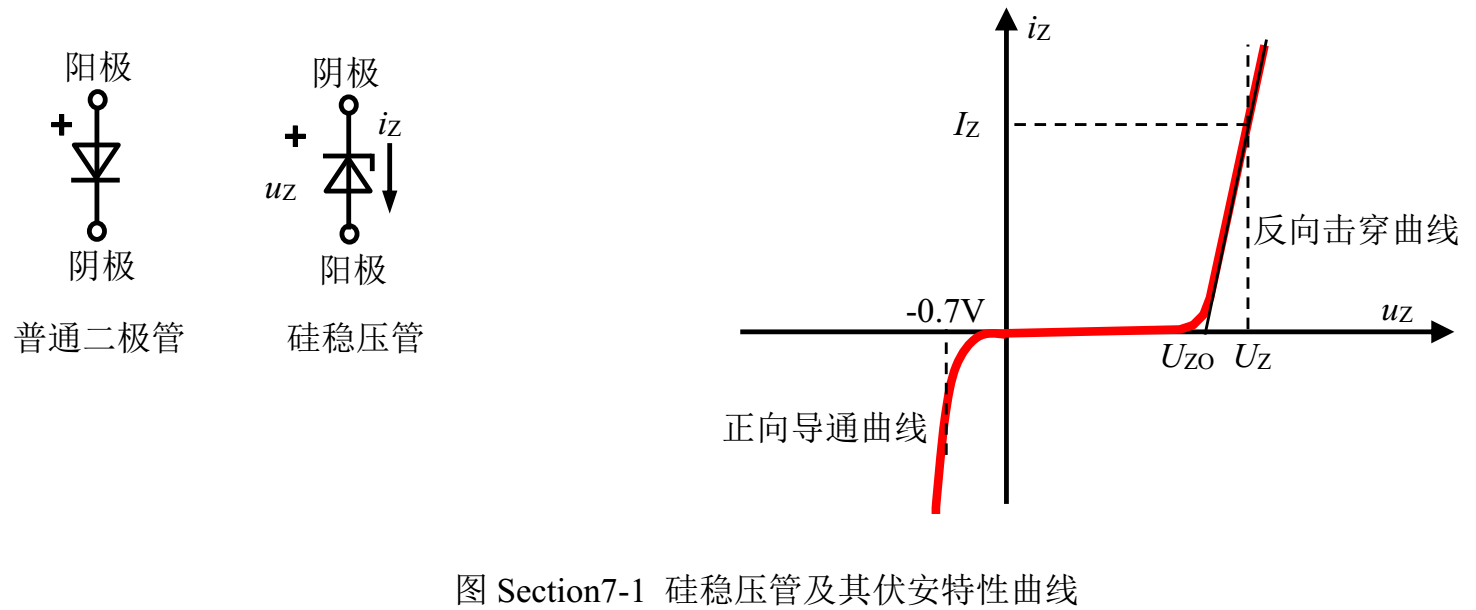 阳极
+
阴极
普通二极管
阴极
+
iZ
uZ
阳极
硅稳压管
iZ
IZ
反向击穿曲线
-0.7V
uZ
UZO
UZ
正向导通曲线
图 Section7-1 硅稳压管及其伏安特性曲线